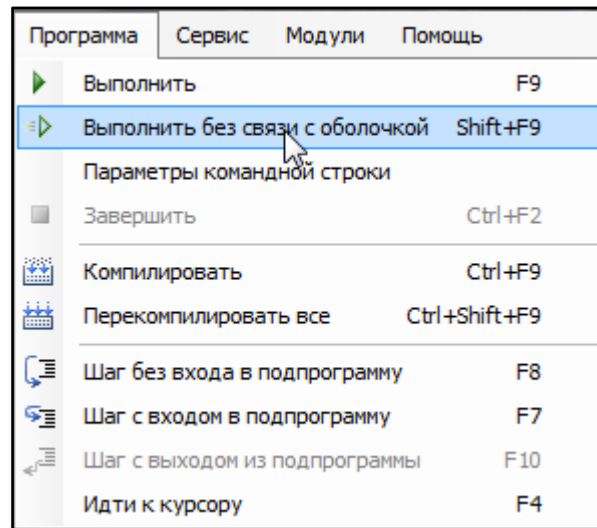 Программа Сервис Модули Помощь
Выполнить F9
Выполнить без связи с оболочкой Shift+F9
Параметры командной строки
Завершить Ctrl+F2
Компилировать Ctrl+F9
Перекомпилировать все Ctrl+Shift+F9
Шаг без входа в подпрограмму F8
Шаг с входом в подпрограмму F7
Шаг с выходом из подпрограммы F10
Идти к курсору F4